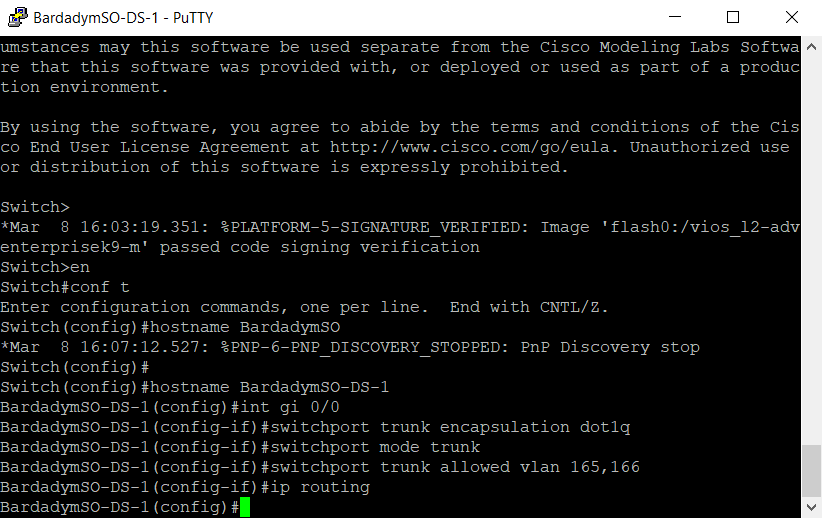 BardadymSO-DS-1 - PuTTY
umstances may this software be used separate from the Cisco Modeling Labs Softwa
re that this software was provided with, or deployed or used as part of a produc
tion environment.
By using the software, you agree to abide by the terms and conditions of the Cis
co End User License Agreement at http://www.cisco.com/go/eula. Unauthorized use
or distribution of this software is expressly prohibited.
Switch>
*Mar  8 16:03:19.351: %PLATFORM-5-SIGNATURE_VERIFIED: Image 'flash0:/vios_l2-adv
enterprisek9-m' passed code signing verification
Switch>en
Switch#conf t
Enter configuration commands, one per line.  End with CNTL/Z.
Switch(config)#hostname BardadymSO
*Mar  8 16:07:12.527: %PNP-6-PNP_DISCOVERY_STOPPED: PnP Discovery stop
Switch(config)#
Switch(config)#hostname BardadymSO-DS-1
BardadymSO-DS-1(config)#int gi 0/0
BardadymSO-DS-1(config-if)#switchport trunk encapsulation dot1q
BardadymSO-DS-1(config-if)#switchport mode trunk
BardadymSO-DS-1(config-if)#switchport trunk allowed vlan 165,166
BardadymSO-DS-1(config-if)#ip routing
BardadymSO-DS-1(config)#